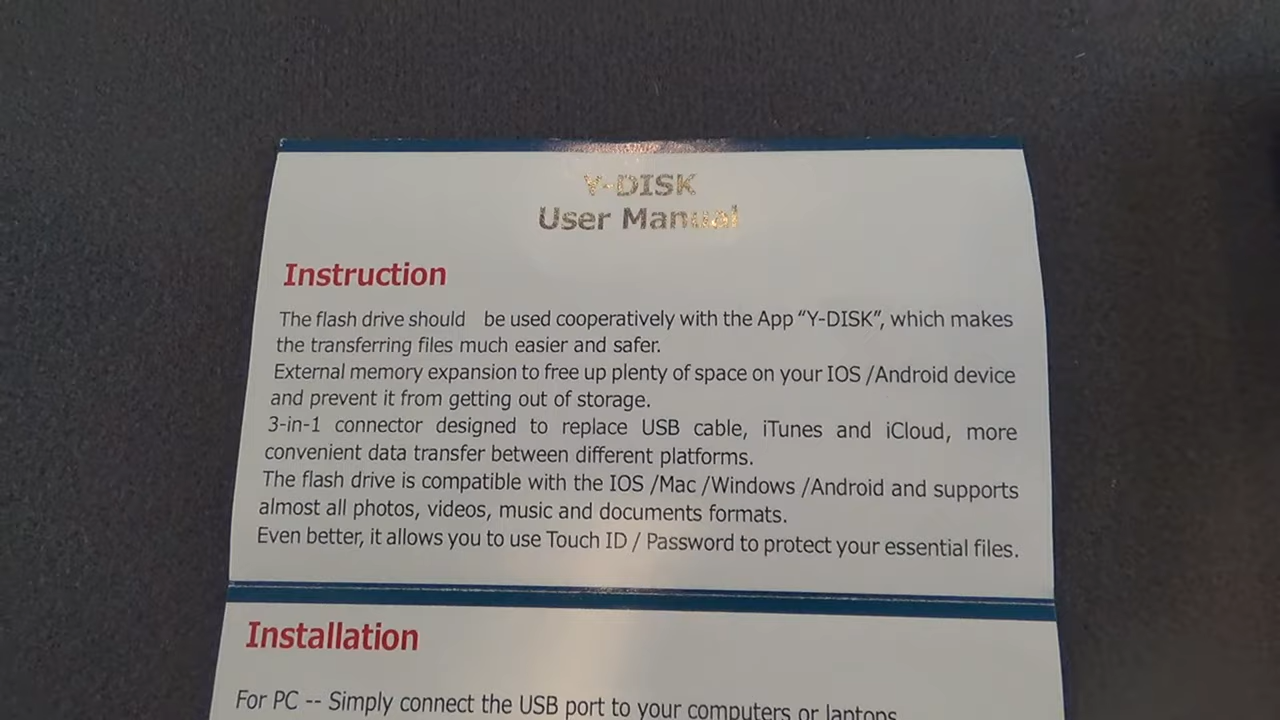 Y-DISK
User Manual
Instruction
The flash drive should be used cooperatively with the App “Y-DISK”, which makes
the transferring files much easier and safer.
External memory expansion to free up plenty of space on your IOS /Android device
and prevent it from getting out of storage.
3-in-1 connector designed to replace USB cable, iTunes and iCloud, more
convenient data transfer between different platforms.
The flash drive is compatible with the IOS /Mac /Windows /Android and supports
almost all photos, videos, music and documents formats.
Even better, it allows you to use Touch ID / Password to protect your essential files.
Installation
For PC -- Simply connect the USB port to your computers or laptops